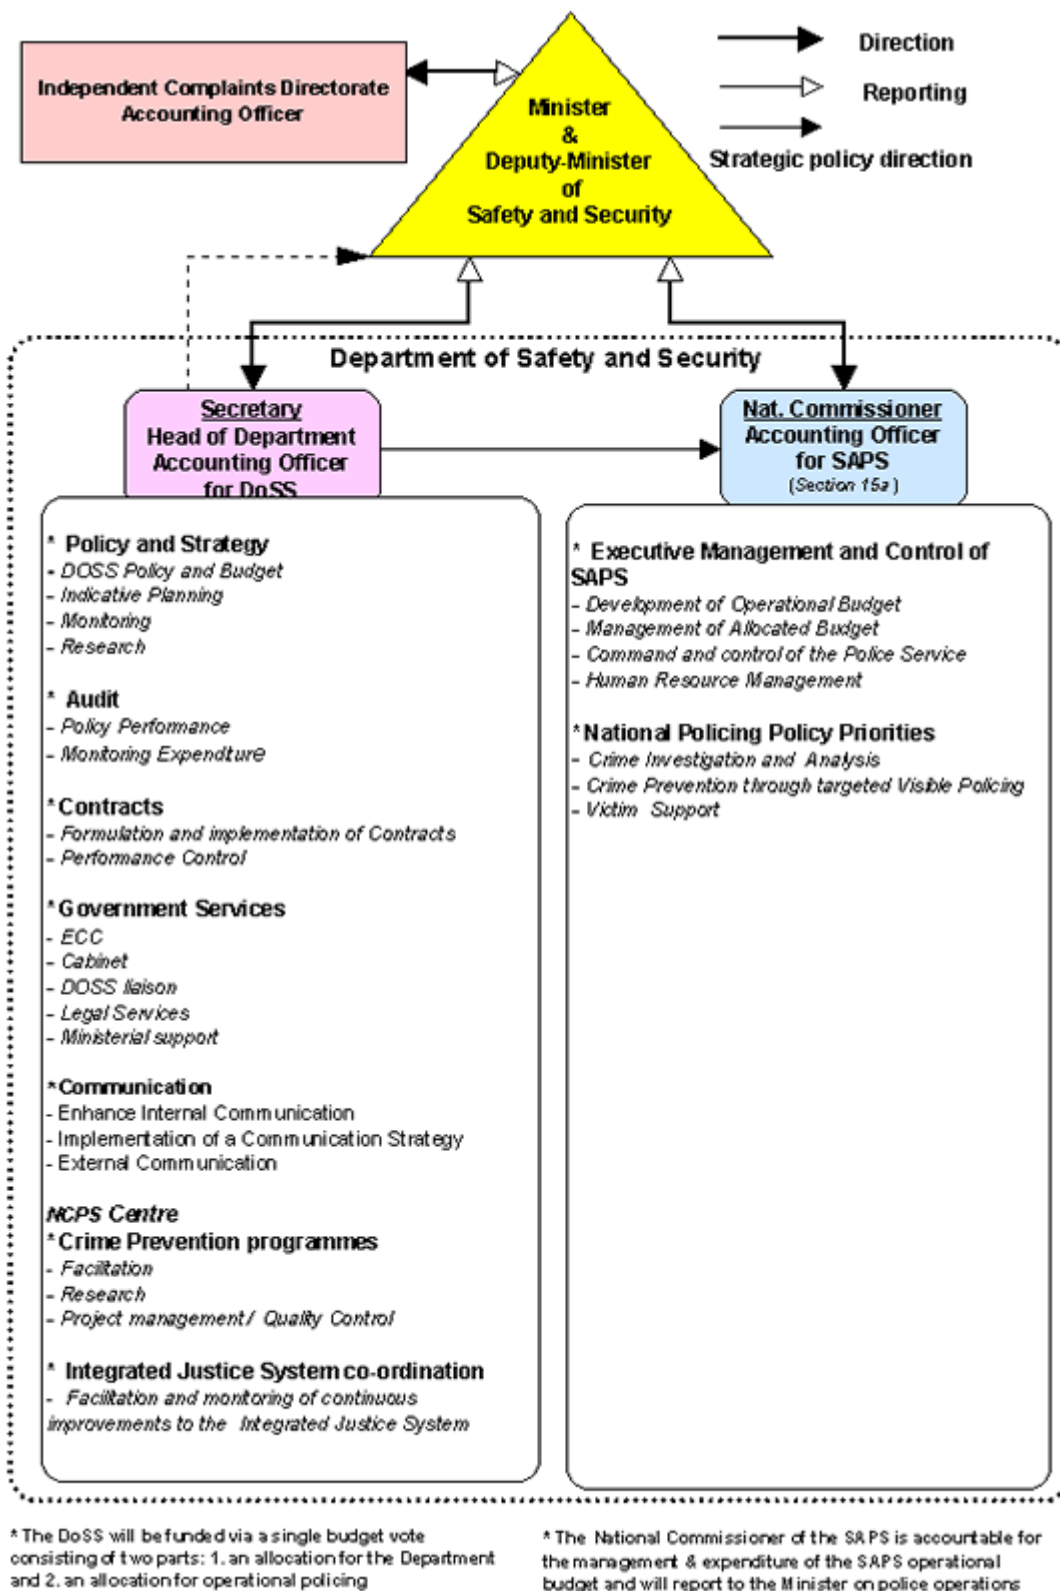 Independent Complaints Directorate
Accounting Officer
Minister
&
Deputy-Minister
of
Safety and Security
Direction
Reporting
Strategic policy direction
Department of Safety and Security
Secretary
Head of Department
Accounting Officer
for DoSS
Nat. Commissioner
Accounting Officer
for SAPS
(Section 15a)
* Policy and Strategy
- DOSS Policy and Budget
- Indicative Planning
- Monitoring
- Research
* Audit
- Policy Performance
- Monitoring Expenditure
*Contracts
- Formulation and implementation of Contracts
- Performance Control
*Government Services
- ECC
- Cabinet
- DOSS liaison
- Legal Services
- Ministerial support
*Communication
- Enhance Internal Communication
- Implementation of a Communication Strategy
- External Communication
NCPS Centre
*Crime Prevention programmes
- Facilitation
- Research
- Project management / Quality Control
* Integrated Justice System co-ordination
- Facilitation and monitoring of continuous
improvements to the Integrated Justice System
* Executive Management and Control of
SAPS
- Development of Operational Budget
- Management of Allocated Budget
- Command and control of the Police Service
- Human Resource Management
*National Policing Policy Priorities
- Crime Investigation and Analysis
- Crime Prevention through targeted Visible Policing
- Victim Support
* The DoSS will be funded via a single budget vote
consisting of two parts: 1. an allocation for the Department
and 2. an allocation for operational policing
* The National Commissioner of the SAPS is accountable for
the management & expenditure of the SAPS operational
budget and will report to the Minister on police operations